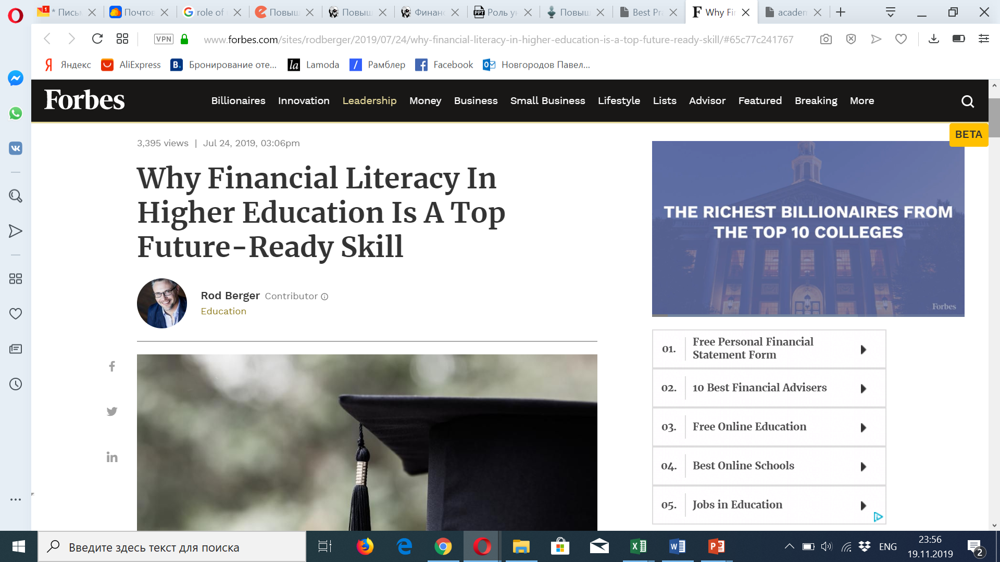 * Письм
Почтов
role of
Повыш
Повыш
Финанс
Роль ун
Повыш
Best Pra
Why Fin
academ
VPN
www.forbes.com/sites/rodberger/2019/07/24/why-financial-literacy-in-higher-education-is-a-top-future-ready-skill/#65c77c241767
Яндекс
AliExpress
Бронирование оте...
Lamoda
Рамблер
Facebook
Новгородов Павел...
Forbes
Billionaires
Innovation
Leadership
Money
Business
Small Business
Lifestyle
Lists
Advisor
Featured
Breaking
More
BETA
3,395 views | Jul 24, 2019, 03:06pm
Why Financial Literacy In
Higher Education Is A Top
Future-Ready Skill
Rod Berger Contributor
Education
THE RICHEST BILLIONAIRES FROM
THE TOP 10 COLLEGES
Forbes
01. Free Personal Financial
Statement Form
02. 10 Best Financial Advisers
03. Free Online Education
04. Best Online Schools
05. Jobs in Education
Введите здесь текст для поиска
ENG
23:56
19.11.2019
2